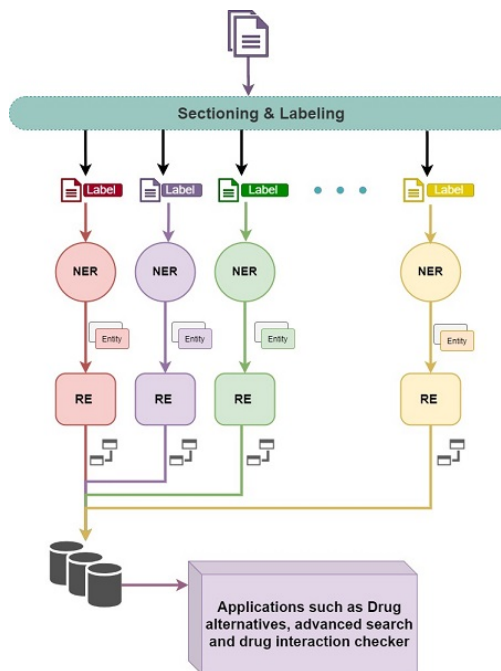 Sectioning & Labeling
Label
Label
Label
Label
NER
NER
NER
NER
Entity
Entity
Entity
Entity
RE
RE
RE
RE
Applications such as Drug
alternatives, advanced search
and drug interaction checker